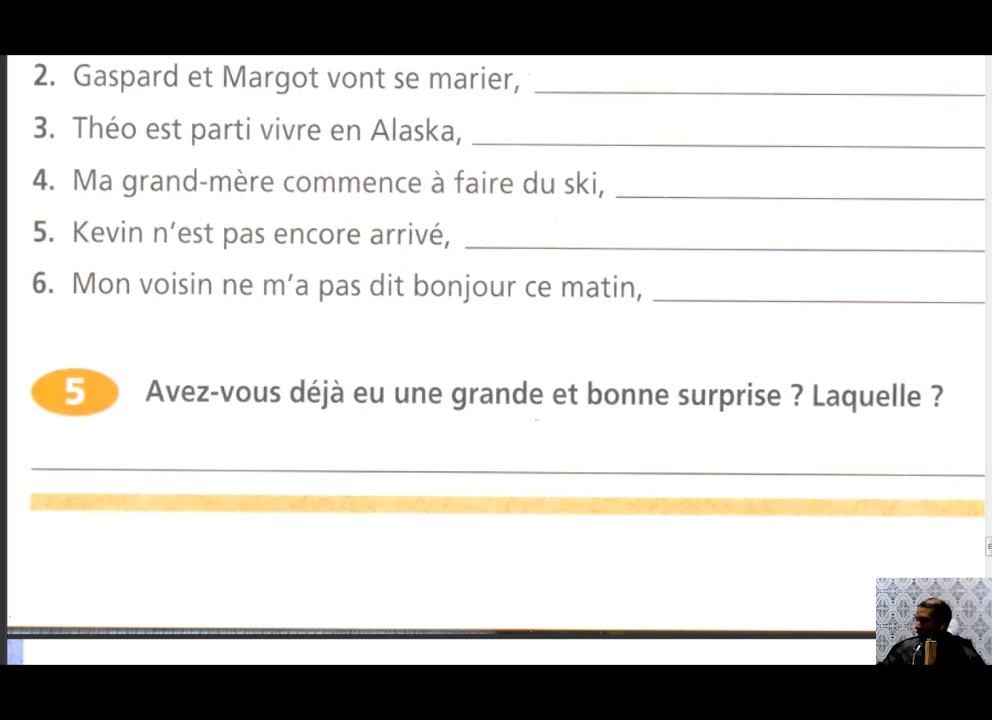 2. Gaspard et Margot vont se marier,
3. Théo est parti vivre en Alaska,
4. Ma grand-mère commence à faire du ski,
5. Kevin n'est pas encore arrivé,
6. Mon voisin ne m'a pas dit bonjour ce matin,
5 Avez-vous déjà eu une grande et bonne surprise ? Laquelle ?